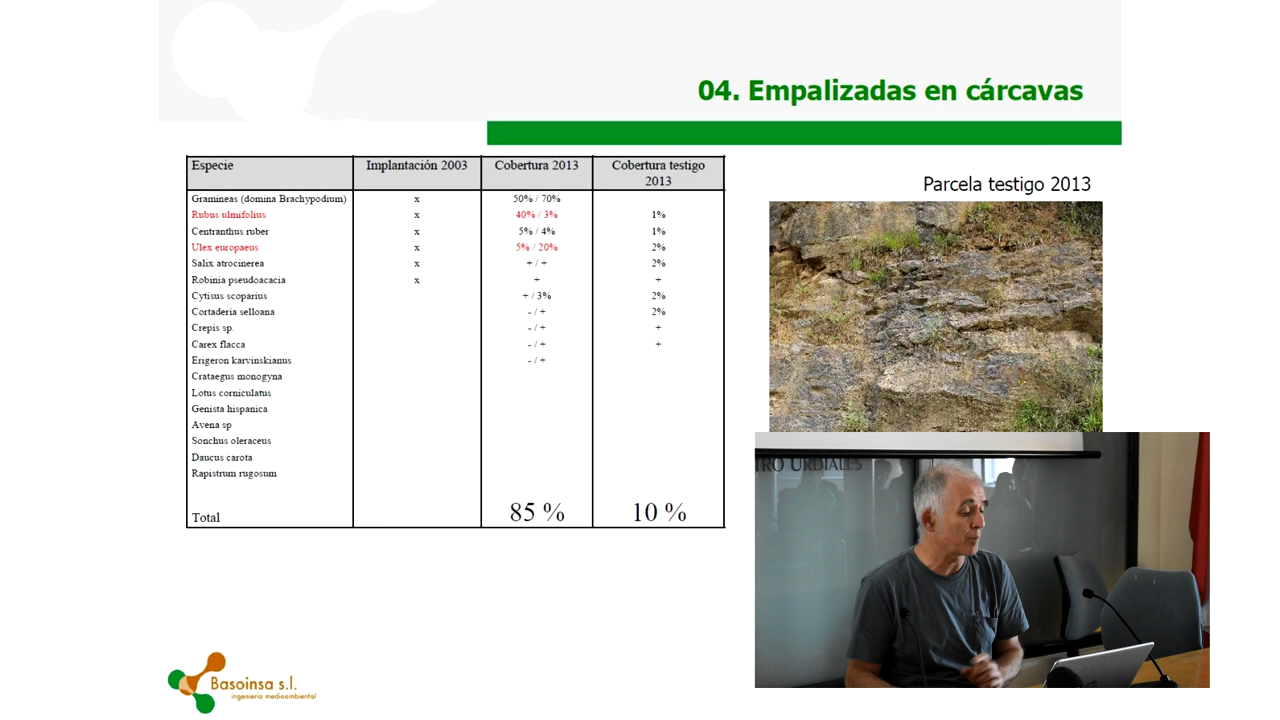 04. Empalizadas en cárcavas
Especie Implantación 2003 Cobertura 2013 Cobertura testigo 2013
Gramineas (domina Brachypodium) x 50% / 70%
Rubus ulmifolius x 40% / 3% 1%
Centranthus ruber x 5% / 4% 1%
Ulex europaeus x 5% / 20% 2%
Salix atrocinerea x + / + 2%
Robinia pseudoacacia x + +
Cytisus scoparius + / 3% 2%
Cortaderia selloana - / + 2%
Crepis sp. - / + +
Carex flacca - / + +
Erigeron karvinskianus - / +
Crataegus monogyna
Lotus corniculatus
Genista hispanica
Avena sp
Sonchus oleraceus
Daucus carota
Rapistrum rugosum
Total 85 % 10 %
Parcela testigo 2013
TRO URDIALES
Basoinsa s.l.
ingeniería medioambiental